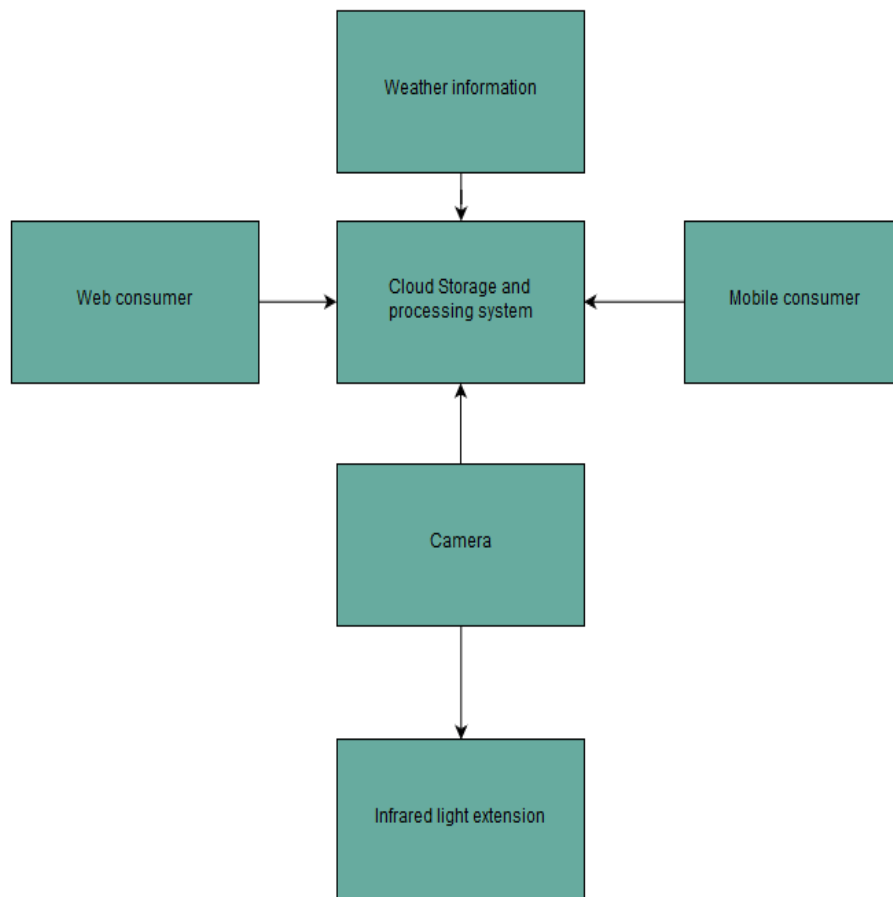 Weather information
Web consumer
Cloud Storage and
processing system
Mobile consumer
Camera
Infrared light extension